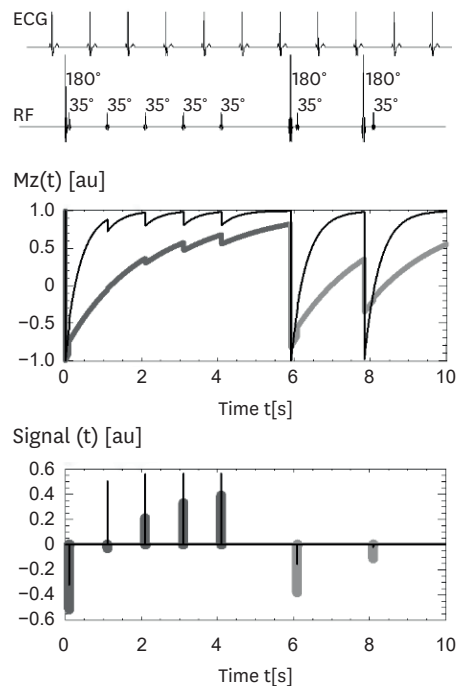 ECG
180° 180° 180°
35° 35° 35° 35° 35° 35° 35°
RF
Mz(t) [au]
1.0
0.5
0
−0.5
−1.0
0 2 4 6 8 10
Time t[s]
Signal (t) [au]
0.6
0.4
0.2
0
−0.2
−0.4
−0.6
0 2 4 6 8 10
Time t[s]